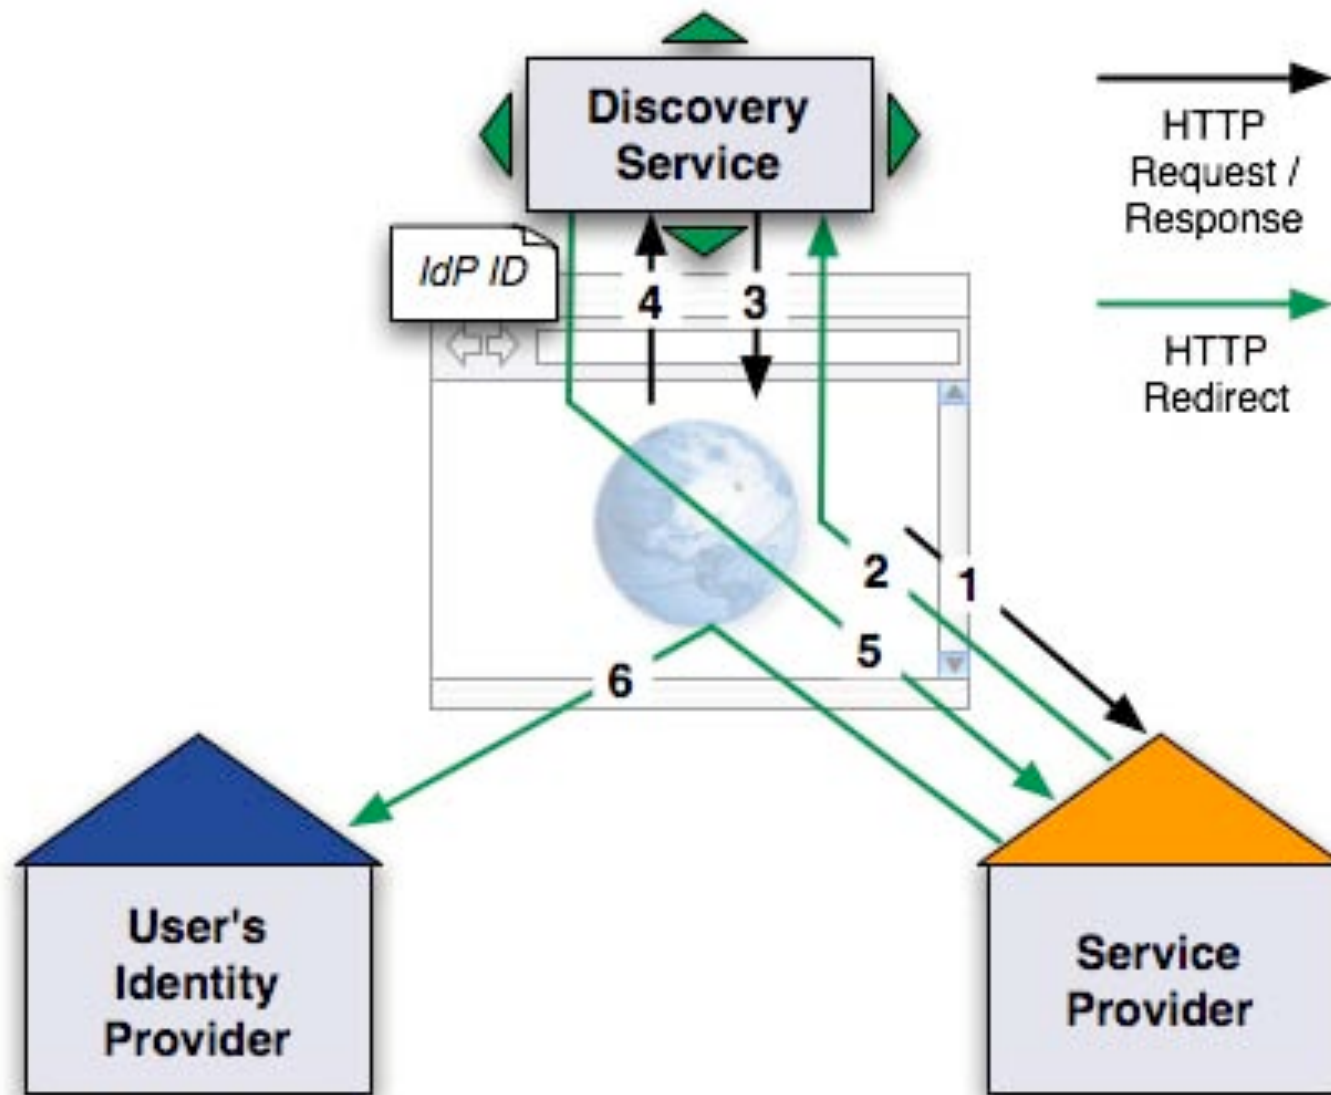 Discovery
Service
HTTP
Request /
Response
IdP ID
4
3
HTTP
Redirect
2
1
5
6
User's
Identity
Provider
Service
Provider